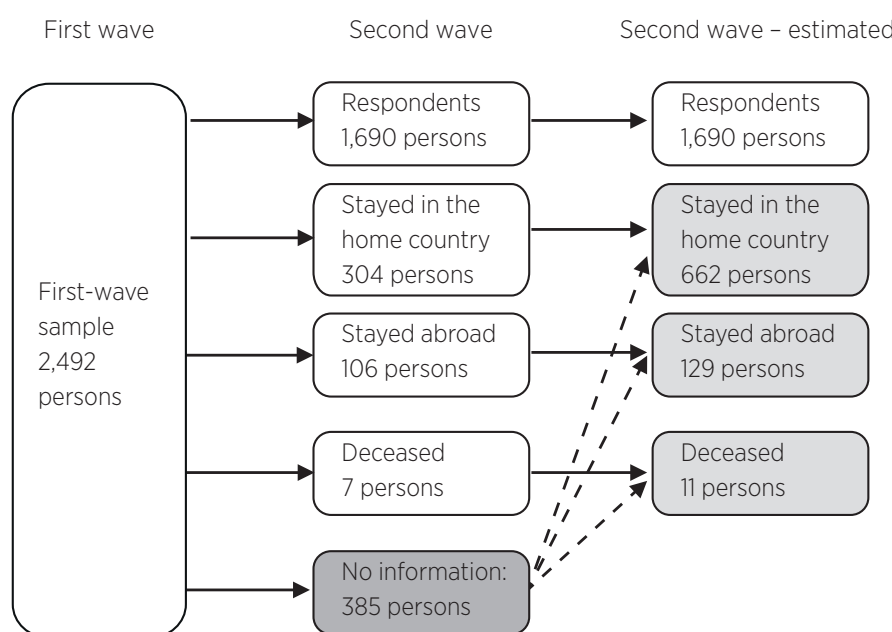 First wave
Second wave
Second wave – estimated
First-wave
sample
2,492
persons
Respondents
1,690 persons
Stayed in the
home country
304 persons
Stayed abroad
106 persons
Deceased
7 persons
No information:
385 persons
Respondents
1,690 persons
Stayed in the
home country
662 persons
Stayed abroad
129 persons
Deceased
11 persons